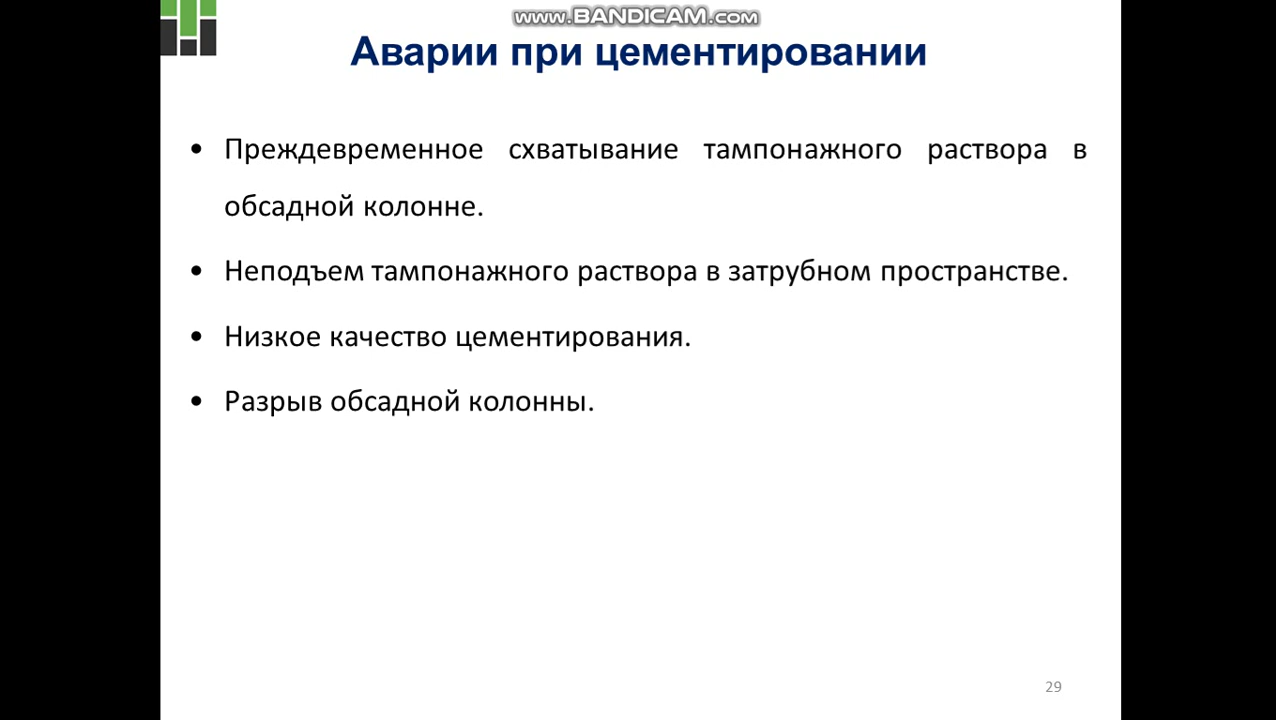 www.BANDICAM.com
Аварии при цементировании
• Преждевременное схватывание тампонажного раствора в
обсадной колонне.
• Неподъем тампонажного раствора в затрубном пространстве.
• Низкое качество цементирования.
• Разрыв обсадной колонны.
29